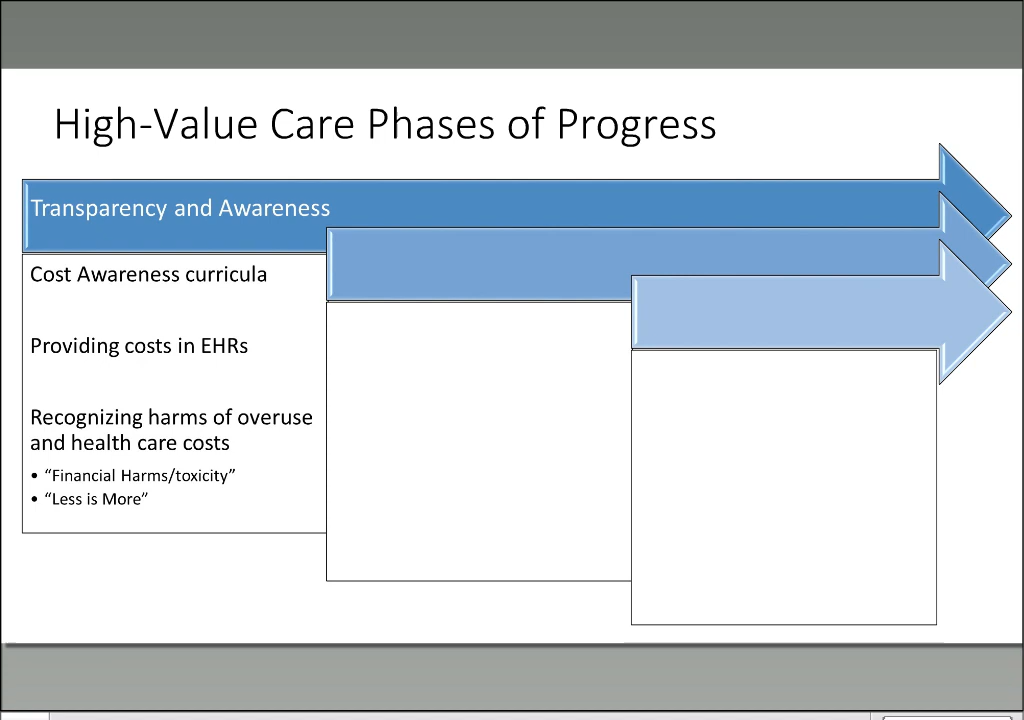 High-Value Care Phases of Progress
Transparency and Awareness
Cost Awareness curricula
Providing costs in EHRs
Recognizing harms of overuse
and health care costs
• “Financial Harms/toxicity”
• “Less is More”